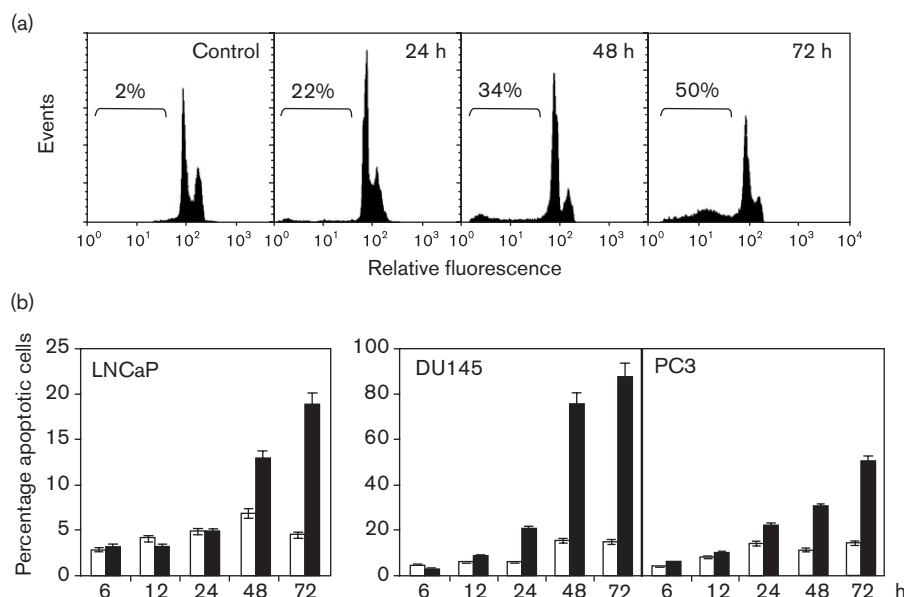 (a)
Control
24 h
48 h
72 h
2%
22%
34%
50%
Events
10⁰ 10¹ 10² 10³ 10⁰ 10¹ 10² 10³ 10⁰ 10¹ 10² 10³ 10⁰ 10¹ 10² 10³ 10⁴
Relative fluorescence
(b)
Percentage apoptotic cells
25
20
15
10
5
0
LNCaP
6 12 24 48 72
100
80
60
40
20
0
DU145
6 12 24 48 72
PC3
6 12 24 48 72 h